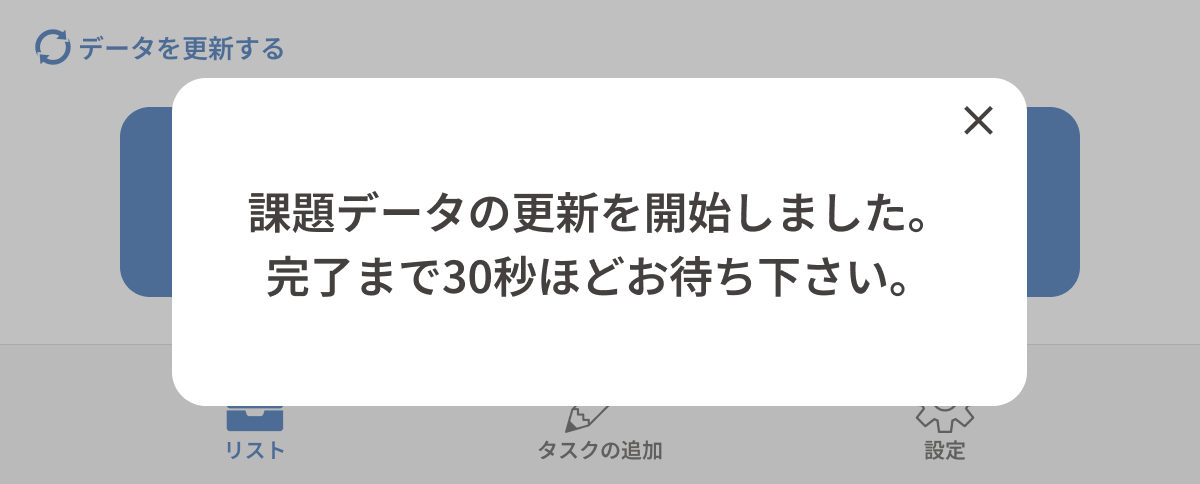 データを更新する
課題データの更新を開始しました。
完了まで30秒ほどお待ち下さい。
リスト
タスクの追加
設定